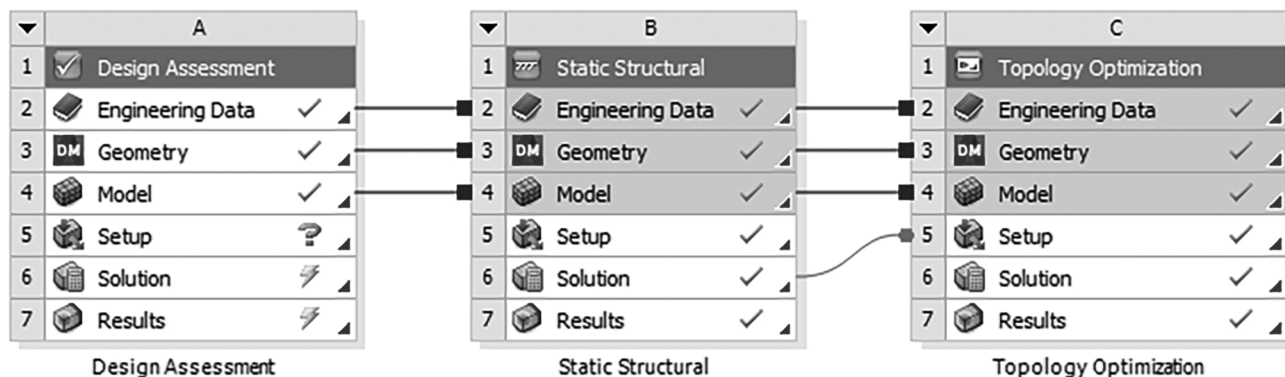 A
1 Design Assessment
2 Engineering Data
3 DM Geometry
4 Model
5 Setup ?
6 Solution
7 Results
Design Assessment
B
1 Static Structural
2 Engineering Data
3 DM Geometry
4 Model
5 Setup
6 Solution
7 Results
Static Structural
C
1 Topology Optimization
2 Engineering Data
3 DM Geometry
4 Model
5 Setup
6 Solution
7 Results
Topology Optimization